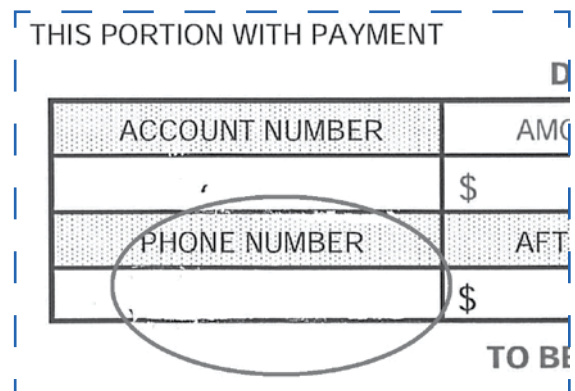 THIS PORTION WITH PAYMENT
ACCOUNT NUMBER
$
PHONE NUMBER
$